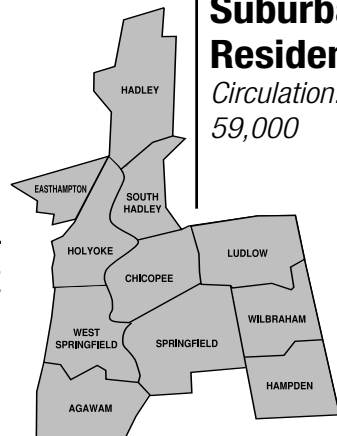 Suburba
Residen
Circulation:
59,000
HADLEY
EASTHAMPTON
SOUTH
HADLEY
HOLYOKE
LUDLOW
CHICOPEE
WILBRAHAM
WEST
SPRINGFIELD
SPRINGFIELD
HAMPDEN
AGAWAM